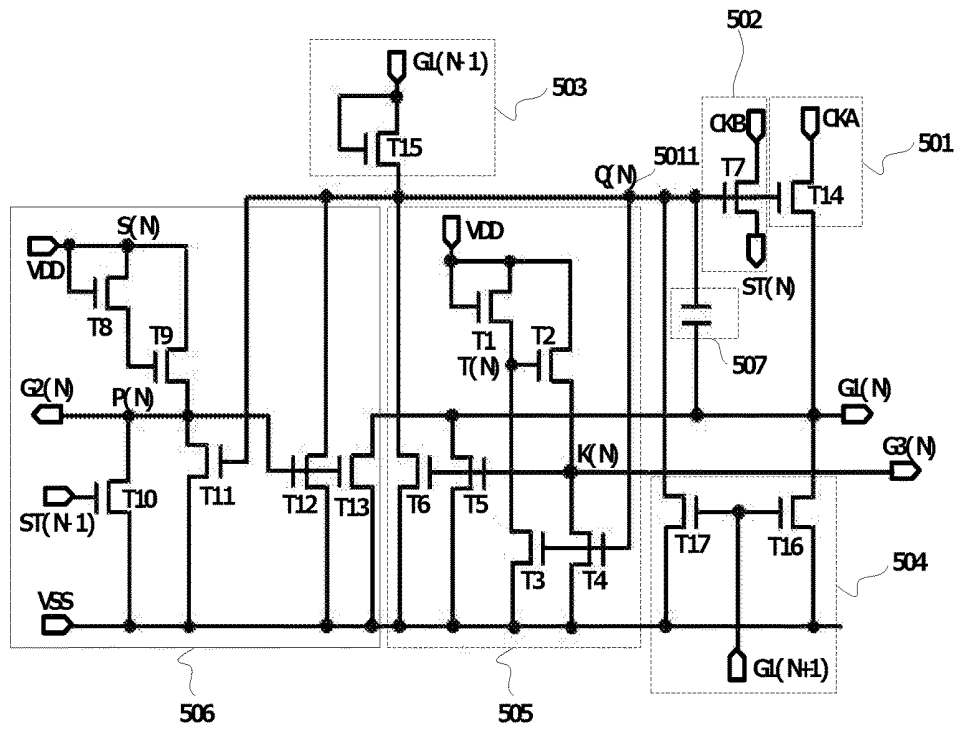 502
G1(N-1)
503
CKB
CKA
501
T15
5011
Q(N)
T7
T14
S(N)
VDD
VDD
ST(N)
T8
T9
T1
T2
T(N)
507
G2(N)
P(N)
G1(N)
K(N)
G3(N)
T10
T11
T12
T13
T6
T5
ST(N-1)
T17
T16
T3
T4
504
VSS
G1(N+1)
506
505